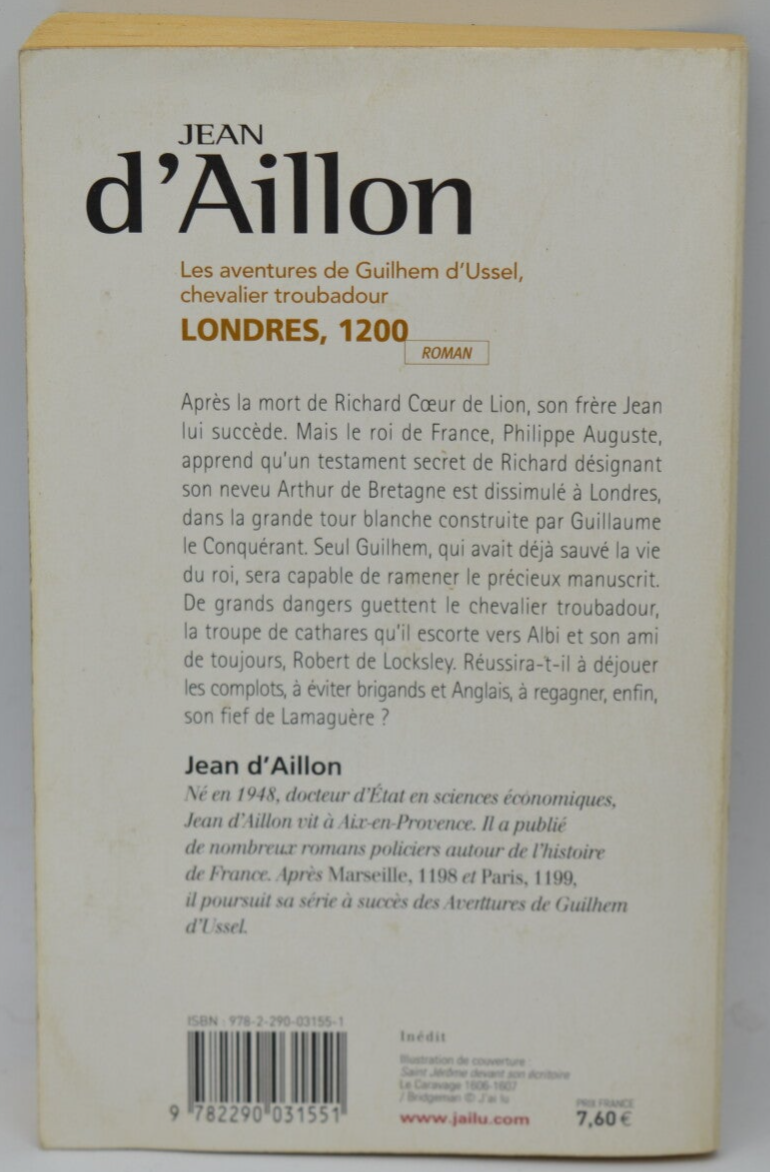 JEAN
d'Aillon
Les aventures de Guilhem d'Ussel,
chevalier troubadour
LONDRES, 1200
ROMAN
Après la mort de Richard Cœur de Lion, son frère Jean
lui succède. Mais le roi de France, Philippe Auguste,
apprend qu'un testament secret de Richard désignant
son neveu Arthur de Bretagne est dissimulé à Londres,
dans la grande tour blanche construite par Guillaume
le Conquérant. Seul Guilhem, qui avait déjà sauvé la vie
du roi, sera capable de ramener le précieux manuscrit.
De grands dangers guettent le chevalier troubadour,
la troupe de cathares qu'il escorte vers Albi et son ami
de toujours, Robert de Locksley. Réussira-t-il à déjouer
les complots, à éviter brigands et Anglais, à regagner, enfin,
son fief de Lamaguère ?
Jean d'Aillon
Né en 1948, docteur d'État en sciences économiques,
Jean d'Aillon vit à Aix-en-Provence. Il a publié
de nombreux romans policiers autour de l'histoire
de France. Après Marseille, 1198 et Paris, 1199,
il poursuit sa série à succès des Aventures de Guilhem
d'Ussel.
ISBN : 978-2-290-03155-1
9 782290 031551
Inédit
Illustration de couverture :
Saint Jérôme devant son écritoire
Le Caravage 1606-1607
/ Bridgeman © J'ai lu
www.jailu.com
PRIX FRANCE
7,60 €